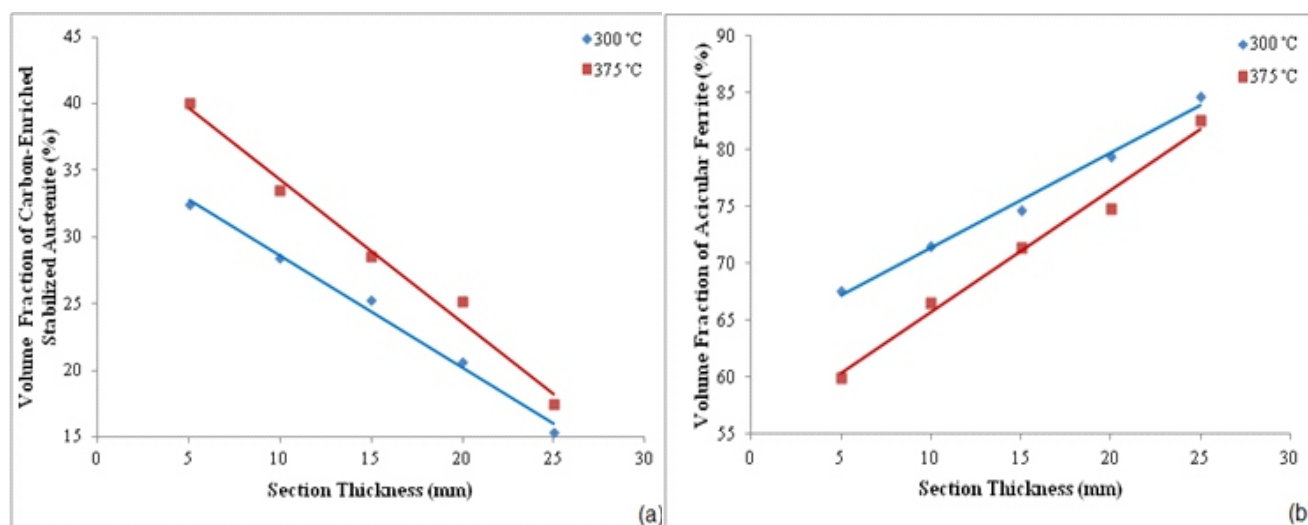 Volume Fraction of Carbon-Enriched
Stabilized Austenite (%)
45
40
35
30
25
20
15
0
5
10
15
20
25
30
Section Thickness (mm)
300 °C
375 °C
(a)
Volume Fraction of Acicular Ferrite (%)
90
85
80
75
70
65
60
55
0
5
10
15
20
25
30
Section Thickness (mm)
300 °C
375 °C
(b)